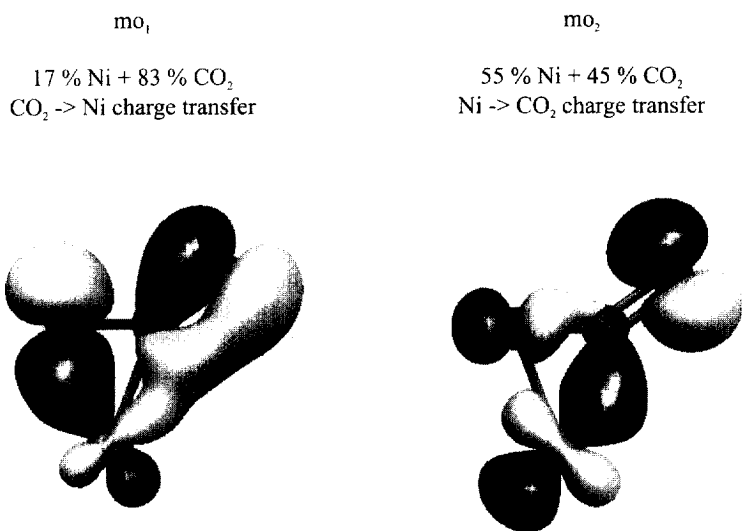 mo₁
mo₂
17 % Ni + 83 % CO₂
CO₂ -> Ni charge transfer
55 % Ni + 45 % CO₂
Ni -> CO₂ charge transfer